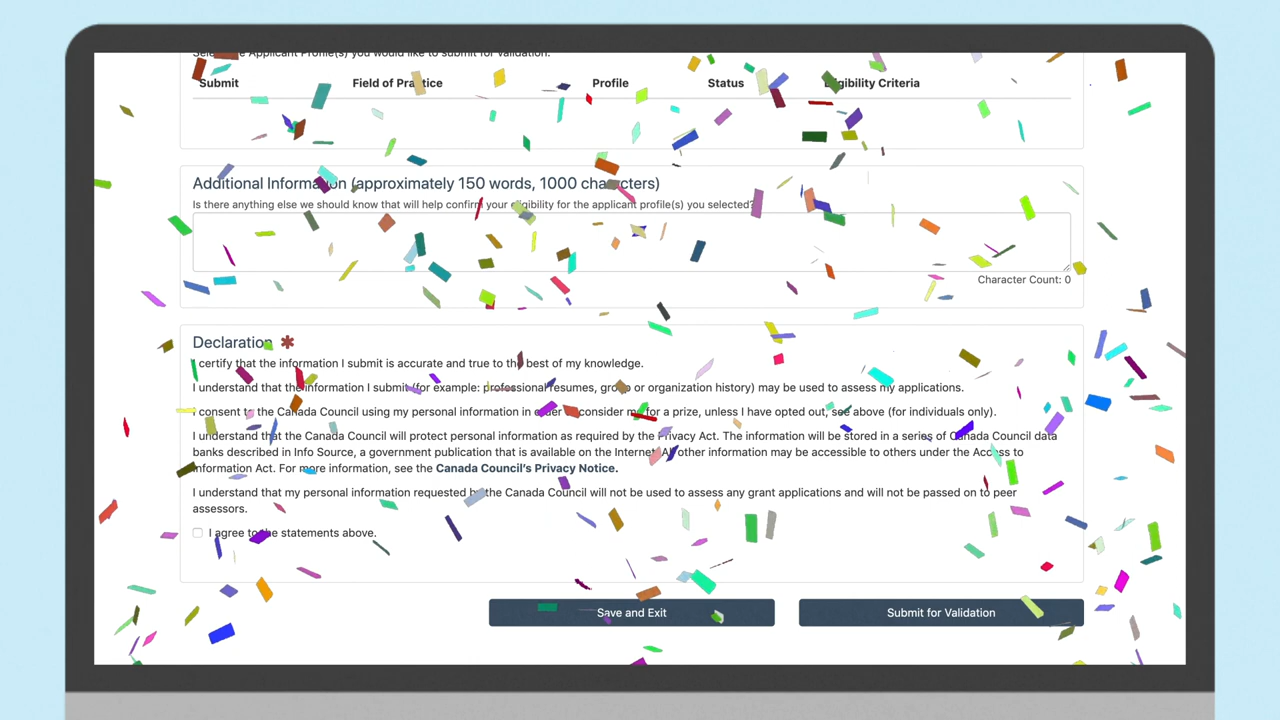 Select the Applicant Profile(s) you would like to submit for validation.
Submit Field of Practice Profile Status Eligibility Criteria
Additional Information (approximately 150 words, 1000 characters)
Is there anything else we should know that will help confirm your eligibility for the applicant profile(s) you selected?
Character Count: 0
Declaration ✱
I certify that the information I submit is accurate and true to the best of my knowledge.
I understand that the information I submit (for example: professional resumes, group or organization history) may be used to assess my applications.
I consent to the Canada Council using my personal information in order to consider me for a prize, unless I have opted out, see above (for individuals only).
I understand that the Canada Council will protect personal information as required by the Privacy Act. The information will be stored in a series of Canada Council data
banks described in Info Source, a government publication that is available on the Internet. All other information may be accessible to others under the Access to
Information Act. For more information, see the Canada Council's Privacy Notice.
I understand that my personal information requested by the Canada Council will not be used to assess any grant applications and will not be passed on to peer
assessors.
I agree to the statements above.
Save and Exit Submit for Validation